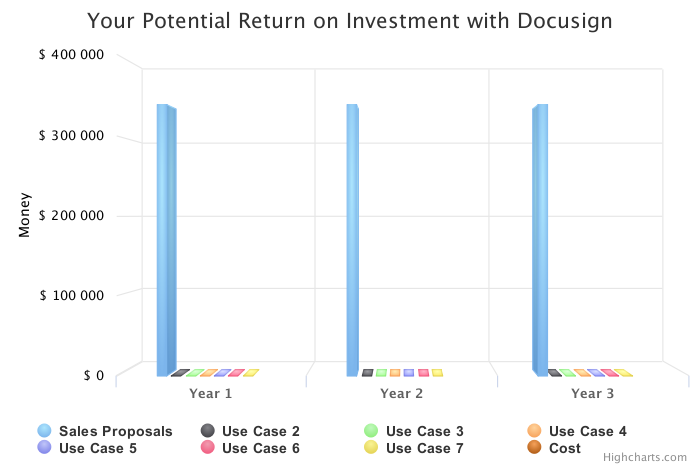 Your Potential Return on Investment with Docusign
$ 400 000
$ 300 000
$ 200 000
$ 100 000
$ 0
Money
Year 1 Year 2 Year 3
Sales Proposals Use Case 2 Use Case 3 Use Case 4
Use Case 5 Use Case 6 Use Case 7 Cost
Highcharts.com